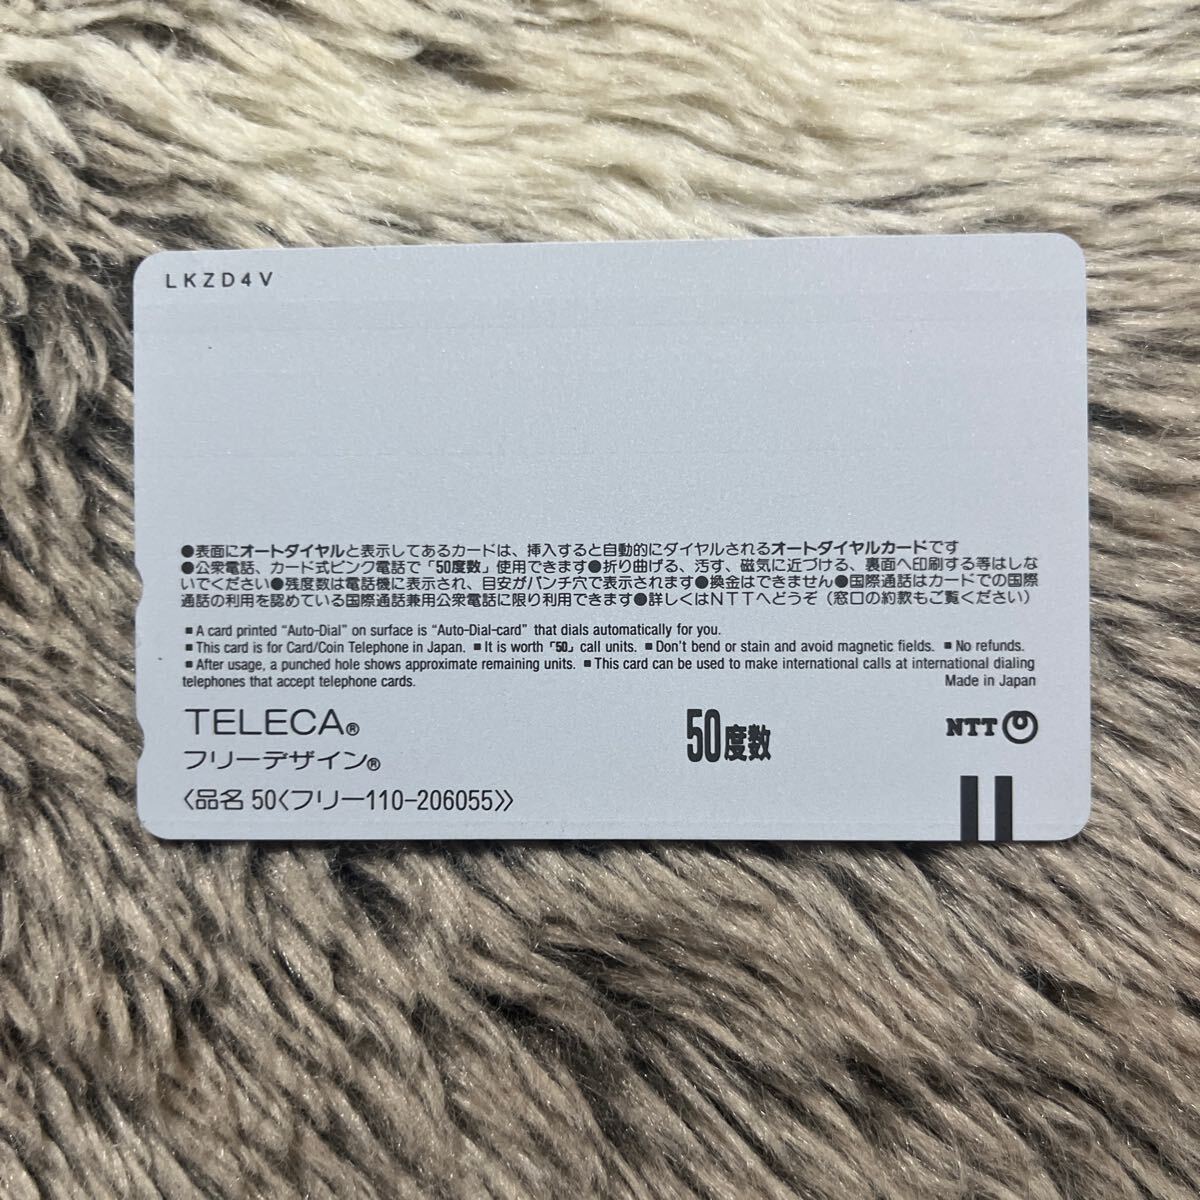 LKZD4V
●表面にオートダイヤルと表示してあるカードは、挿入すると自動的にダイヤルされるオートダイヤルカードです
●公衆電話、カード式ピンク電話で「50度数」使用できます●折り曲げる、汚す、磁気に近づける、裏面へ印刷する等はしな
いでください●残度数は電話機に表示され、目安がパンチ穴で表示されます●換金はできません●国際通話はカードでの国際
通話の利用を認めている国際通話兼用公衆電話に限り利用できます●詳しくはNTTへどうぞ(窓口の約款もご覧ください)
■ A card printed “Auto-Dial” on surface is “Auto-Dial-card” that dials automatically for you.
■ This card is for Card/Coin Telephone in Japan. ■ It is worth「50」call units. ■ Don't bend or stain and avoid magnetic fields. ■ No refunds.
■ After usage, a punched hole shows approximate remaining units. ■ This card can be used to make international calls at international dialing
telephones that accept telephone cards. Made in Japan
TELECA® 50度数 NTT
フリーデザイン®
〈品名 50〈フリー110-206055〉〉